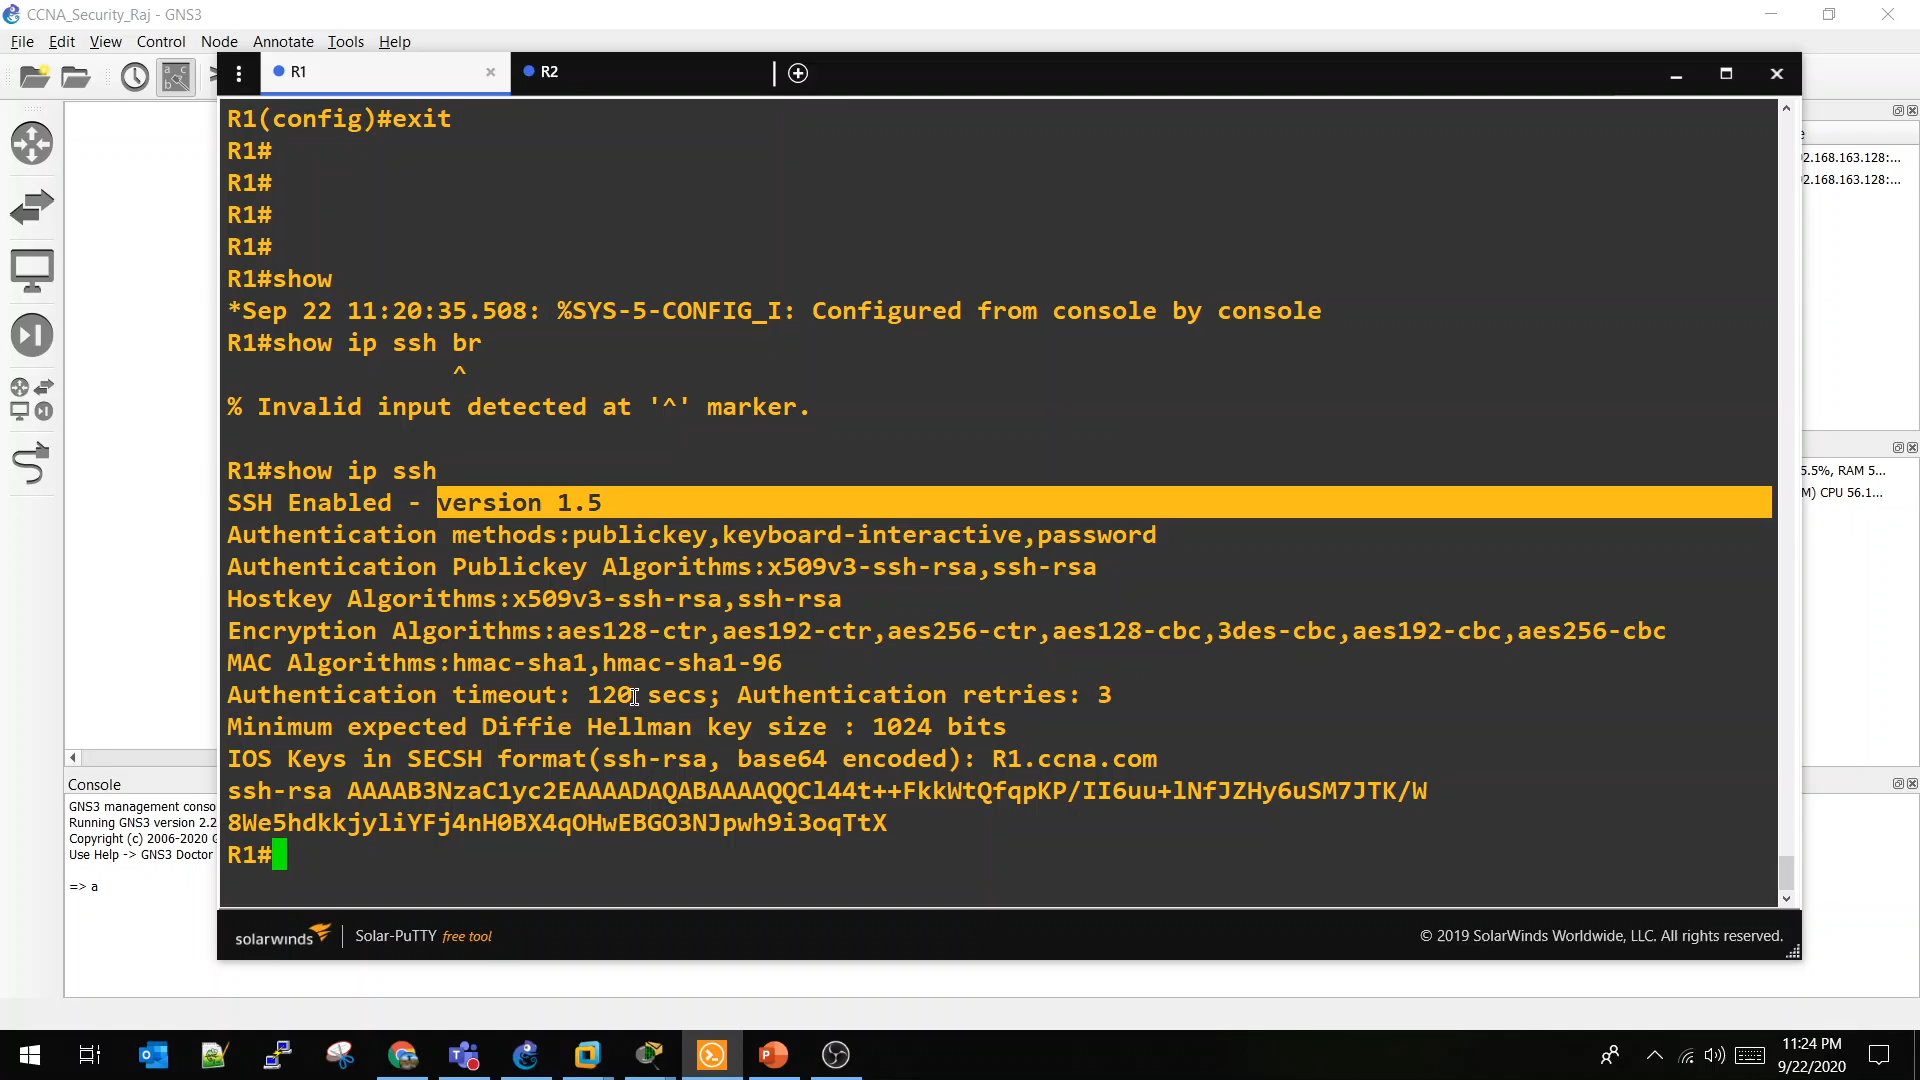 CCNA_Security_Raj - GNS3
File Edit View Control Node Annotate Tools Help
R1
R2
R1(config)#exit
R1#
R1#
R1#
R1#
R1#show
*Sep 22 11:20:35.508: %SYS-5-CONFIG_I: Configured from console by console
R1#show ip ssh br
^
% Invalid input detected at '^' marker.
R1#show ip ssh
SSH Enabled - version 1.5
Authentication methods:publickey,keyboard-interactive,password
Authentication Publickey Algorithms:x509v3-ssh-rsa,ssh-rsa
Hostkey Algorithms:x509v3-ssh-rsa,ssh-rsa
Encryption Algorithms:aes128-ctr,aes192-ctr,aes256-ctr,aes128-cbc,3des-cbc,aes192-cbc,aes256-cbc
MAC Algorithms:hmac-sha1,hmac-sha1-96
Authentication timeout: 120 secs; Authentication retries: 3
Minimum expected Diffie Hellman key size : 1024 bits
IOS Keys in SECSH format(ssh-rsa, base64 encoded): R1.ccna.com
ssh-rsa AAAAB3NzaC1yc2EAAAADAQABAAAAQQCl44t++FkkWtQfqpKP/II6uu+lNfJZHy6uSM7JTK/W
8We5hdkkjyliYFj4nH0BX4qOHwEBGO3NJpwh9i3oqTtX
R1#
solarwinds Solar-PuTTY free tool
© 2019 SolarWinds Worldwide, LLC. All rights reserved.
2.168.163.128:...
2.168.163.128:...
5.5%, RAM 5...
M) CPU 56.1...
Console
GNS3 management conso
Running GNS3 version 2.2
Copyright (c) 2006-2020 G
Use Help -> GNS3 Doctor
=> a
11:24 PM
9/22/2020